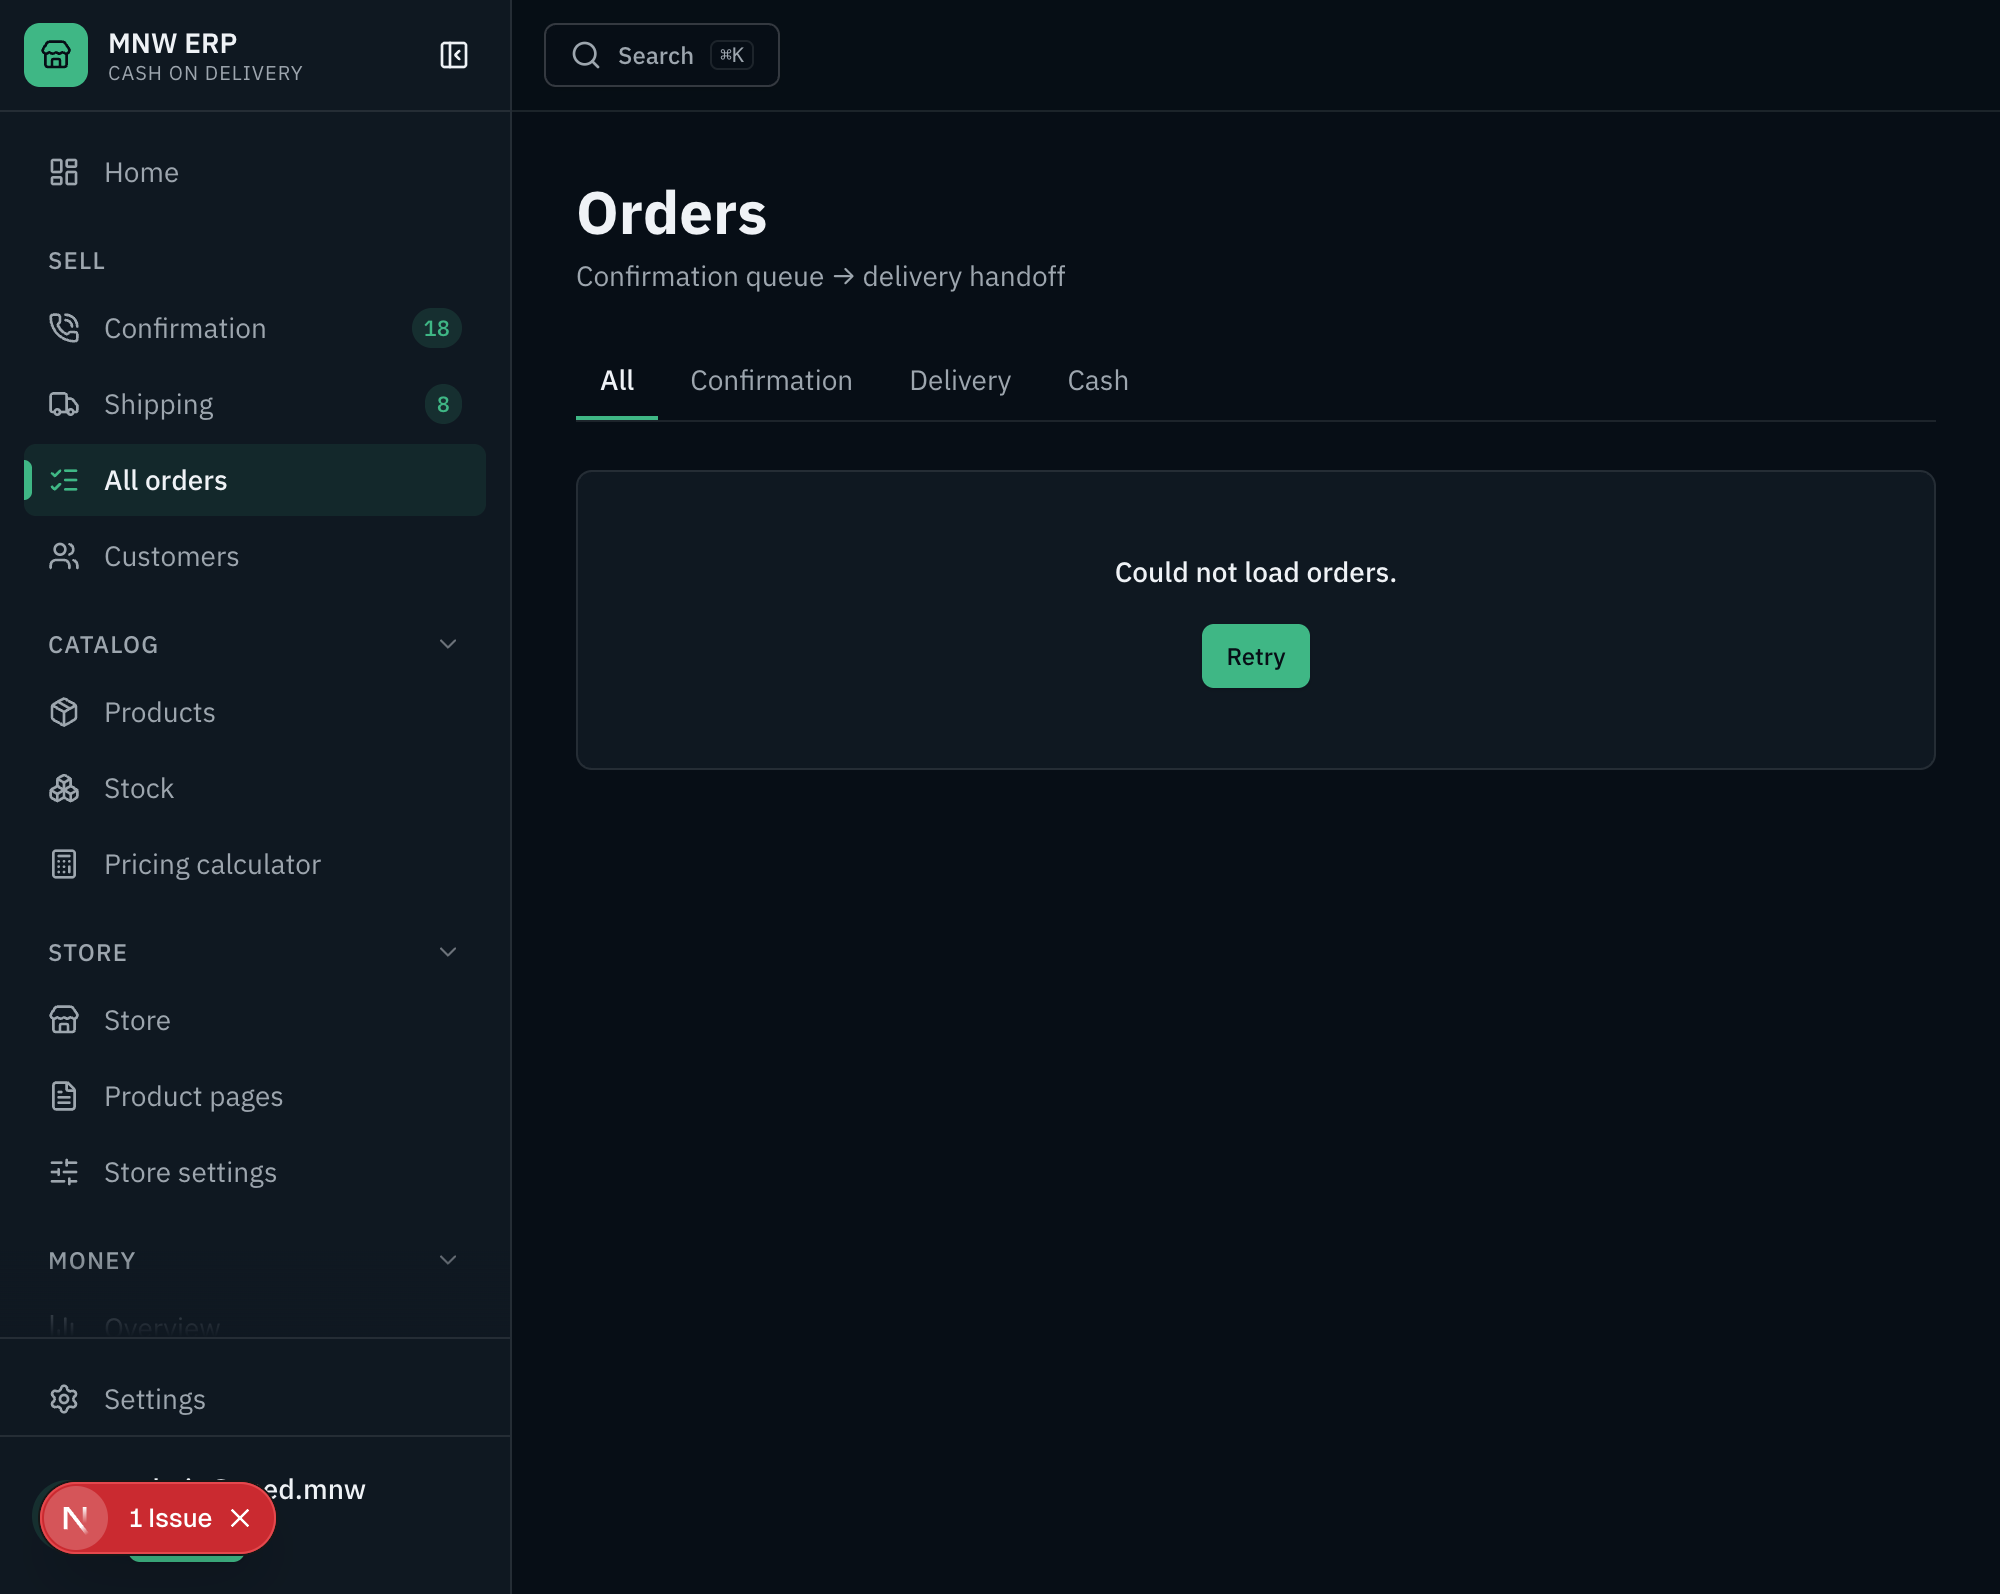 MNW ERP
CASH ON DELIVERY
Search ⌘K
Home
SELL
Confirmation 18
Shipping 8
All orders
Customers
CATALOG
Products
Stock
Pricing calculator
STORE
Store
Product pages
Store settings
MONEY
Overview
Settings
ed.mnw
N 1 Issue
Orders
Confirmation queue → delivery handoff
All Confirmation Delivery Cash
Could not load orders.
Retry